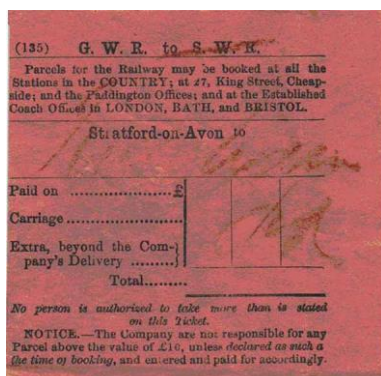 (135) G. W. R. to S. W. R.
Parcels for the Railway may be booked at all the
Stations in the COUNTRY; at 27, King Street, Cheap-
side; and the Paddington Offices; and at the Established
Coach Offices in LONDON, BATH, and BRISTOL.
Stratford-on-Avon to
Paid on .................. £
Carriage......................
Extra, beyond the Com-}
pany's Delivery .........}
Total.........
No person is authorized to take more than is stated
on this Ticket.
NOTICE.—The Company are not responsible for any
Parcel above the value of £10, unless declared as such a
the time of booking, and entered and paid for accordingly.